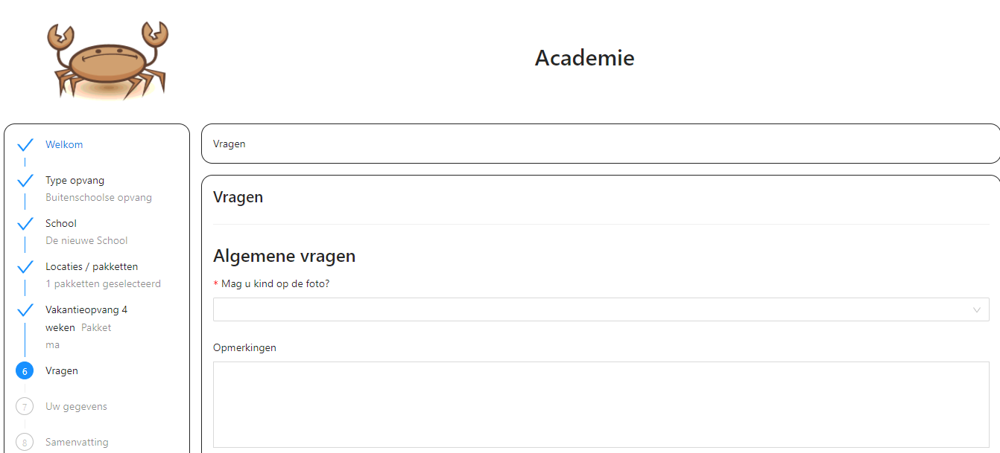 Academie
Welkom
Type opvang
Buitenschoolse opvang
School
De nieuwe School
Locaties / pakketten
1 pakketten geselecteerd
Vakantieopvang 4
weken Pakket
ma
6 Vragen
7 Uw gegevens
8 Samenvatting
Vragen
Vragen
Algemene vragen
* Mag u kind op de foto?
Opmerkingen